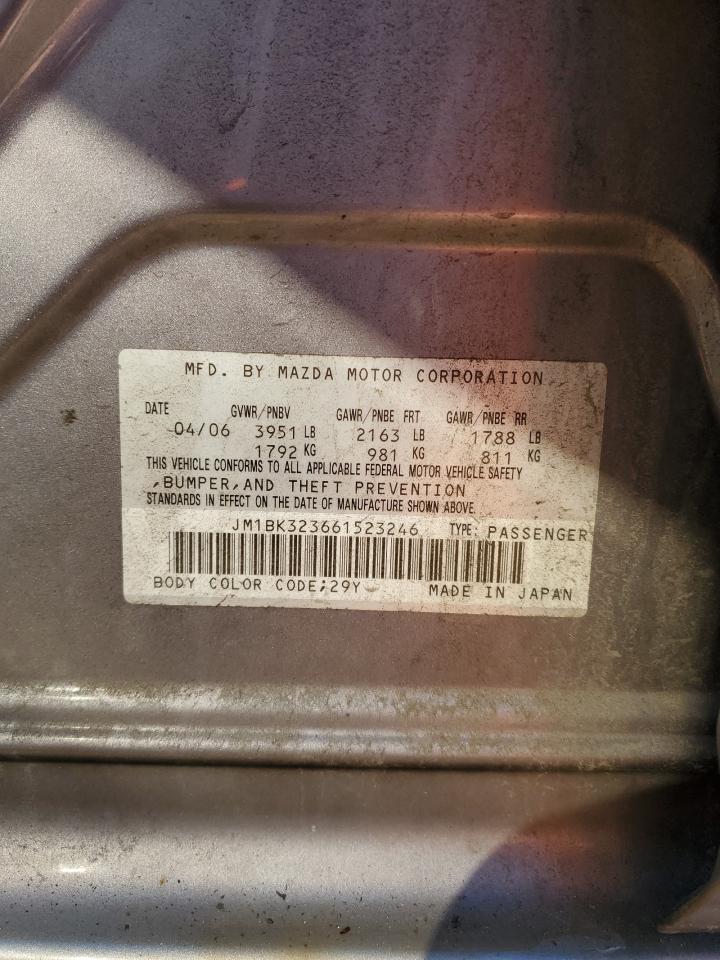 MFD. BY MAZDA MOTOR CORPORATION
DATE GVWR/PNBV GAWR/PNBE FRT GAWR/PNBE RR
04/06 3951 LB 2163 LB 1788 LB
1792 KG 981 KG 811 KG
THIS VEHICLE CONFORMS TO ALL APPLICABLE FEDERAL MOTOR VEHICLE SAFETY
,BUMPER,AND THEFT PREVENTION
STANDARDS IN EFFECT ON THE DATE OF MANUFACTURE SHOWN ABOVE.
JM1BK323661523246 TYPE: PASSENGER
BODY COLOR CODE;29Y MADE IN JAPAN